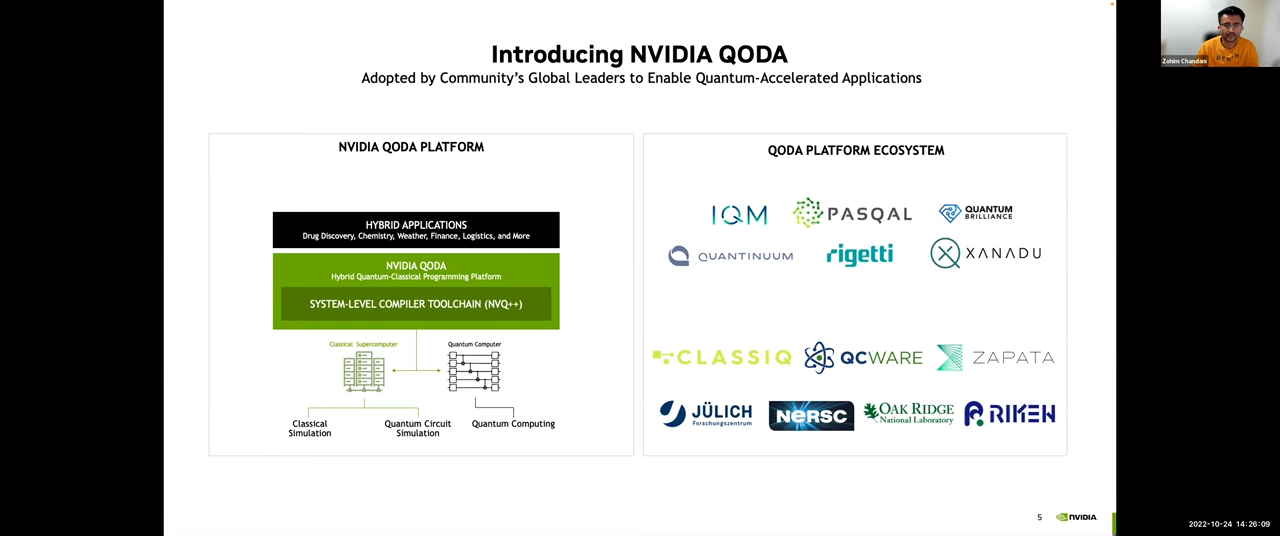 Introducing NVIDIA QODA
Adopted by Community's Global Leaders to Enable Quantum-Accelerated Applications
NVIDIA QODA PLATFORM
HYBRID APPLICATIONS
Drug Discovery, Chemistry, Weather, Finance, Logistics, and More
NVIDIA QODA
Hybrid Quantum-Classical Programming Platform
SYSTEM-LEVEL COMPILER TOOLCHAIN (NVQ++)
Classical Supercomputer
Quantum Computer
Classical
Simulation
Quantum Circuit
Simulation
Quantum Computing
QODA PLATFORM ECOSYSTEM
IQM
PASQAL
QUANTUM
BRILLIANCE
QUANTINUUM
rigetti
XANADU
CLASSIQ
QCWARE
ZAPATA
JÜLICH
Forschungszentrum
NERSC
OAK RIDGE
National Laboratory
RIKEN
5
NVIDIA
Zohim Chandani
2022-10-24 14:26:09